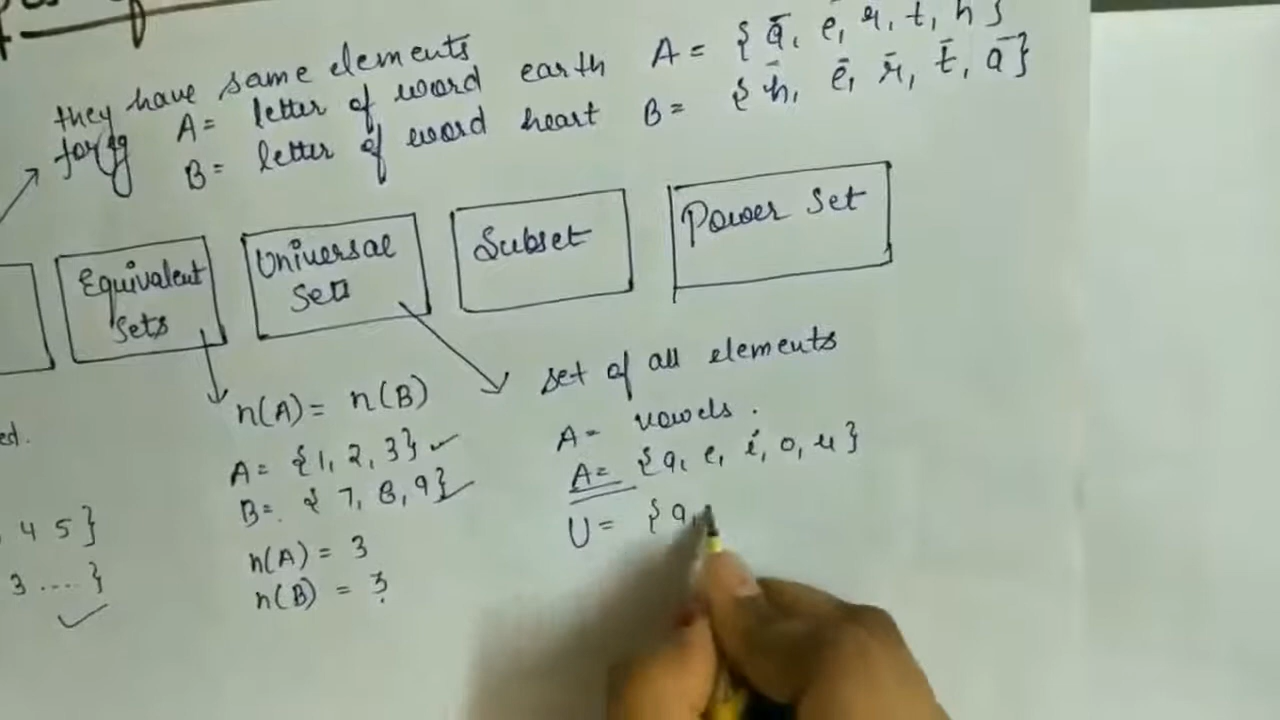 they have same elements
for eg A = letter of word earth A = { a, e, r, t, h }
B = letter of word heart B = { h, e, r, t, a }
Equivalent Sets
Universal Set
Subset
Power Set
ed.
4 5 }
3 .... }
n(A) = n(B)
A = {1, 2, 3}
B = { 7, 8, 9}
n(A) = 3
n(B) = 3
set of all elements
A = vowels .
A = {a, e, i, o, u }
U = { a,